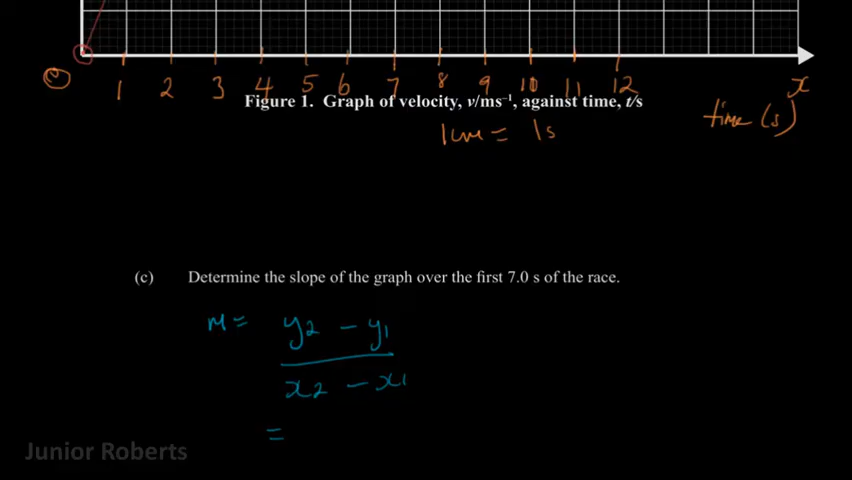 0 1 2 3 4 5 6 7 8 9 10 11 12 x
Figure 1. Graph of velocity, v/ms⁻¹, against time, t/s
time (s)
1cm = 1s
(c) Determine the slope of the graph over the first 7.0 s of the race.
m = y2 - y1
x2 - x1
=
Junior Roberts